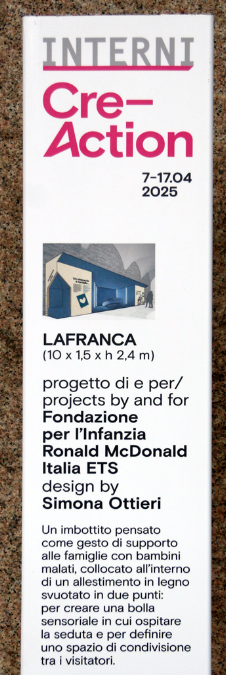 INTERNI
Cre–
Action
7–17.04
2025
LAFRANCA
(10 x 1,5 x h 2,4 m)
progetto di e per/
projects by and for
Fondazione
per l'Infanzia
Ronald McDonald
Italia ETS
design by
Simona Ottieri
Un imbottito pensato
come gesto di supporto
alle famiglie con bambini
malati, collocato all'interno
di un allestimento in legno
svuotato in due punti:
per creare una bolla
sensoriale in cui ospitare
la seduta e per definire
uno spazio di condivisione
tra i visitatori.